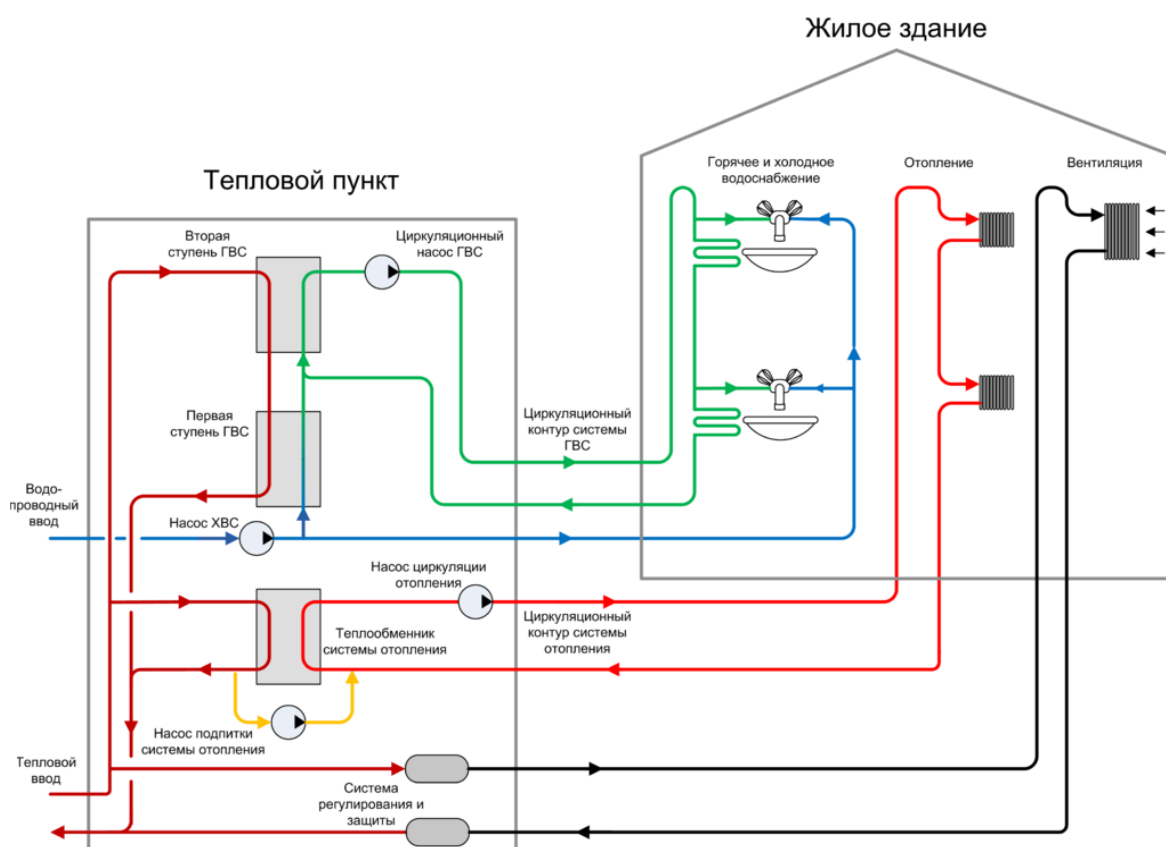 Жилое здание
Тепловой пункт
Горячее и холодное
водоснабжение
Отопление
Вентиляция
Вторая
ступень ГВС
Циркуляционный
насос ГВС
Первая
ступень ГВС
Циркуляционный
контур системы
ГВС
Водо-
проводный
ввод
Насос ХВС
Насос циркуляции
отопления
Теплообменник
системы отопления
Циркуляционный
контур системы
отопления
Насос подпитки
системы отопления
Тепловой
ввод
Система
регулирования и
защиты